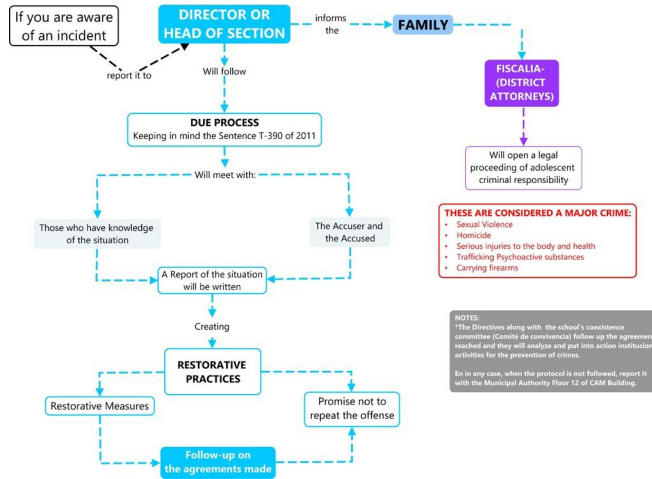 If you are aware
of an incident
DIRECTOR OR
HEAD OF SECTION
informs
the
FAMILY
report it to
Will follow
FISCALIA-
(DISTRICT
ATTORNEYS)
DUE PROCESS
Keeping in mind the Sentence T-390 of 2011
Will open a legal
proceeding of adolescent
criminal responsibility
Will meet with:
Those who have knowledge
of the situation
The Accuser and
the Accused
THESE ARE CONSIDERED A MAJOR CRIME:
• Sexual Violence
• Homicide
• Serious injuries to the body and health
• Trafficking Psychoactive substances
• Carrying firearms
A Report of the situation
will be written
Creating
NOTES:
*The Directives along with the school's coexistence
committee (Comité de convivencia) follow up the agreemen
reached and they will analyze and put into action institucion
activities for the prevention of crimes.
En in any case, when the protocol is not followed, report it
with the Municipal Authority Floor 12 of CAM Building.
RESTORATIVE
PRACTICES
Restorative Measures
Promise not to
repeat the offense
Follow-up on
the agreements made